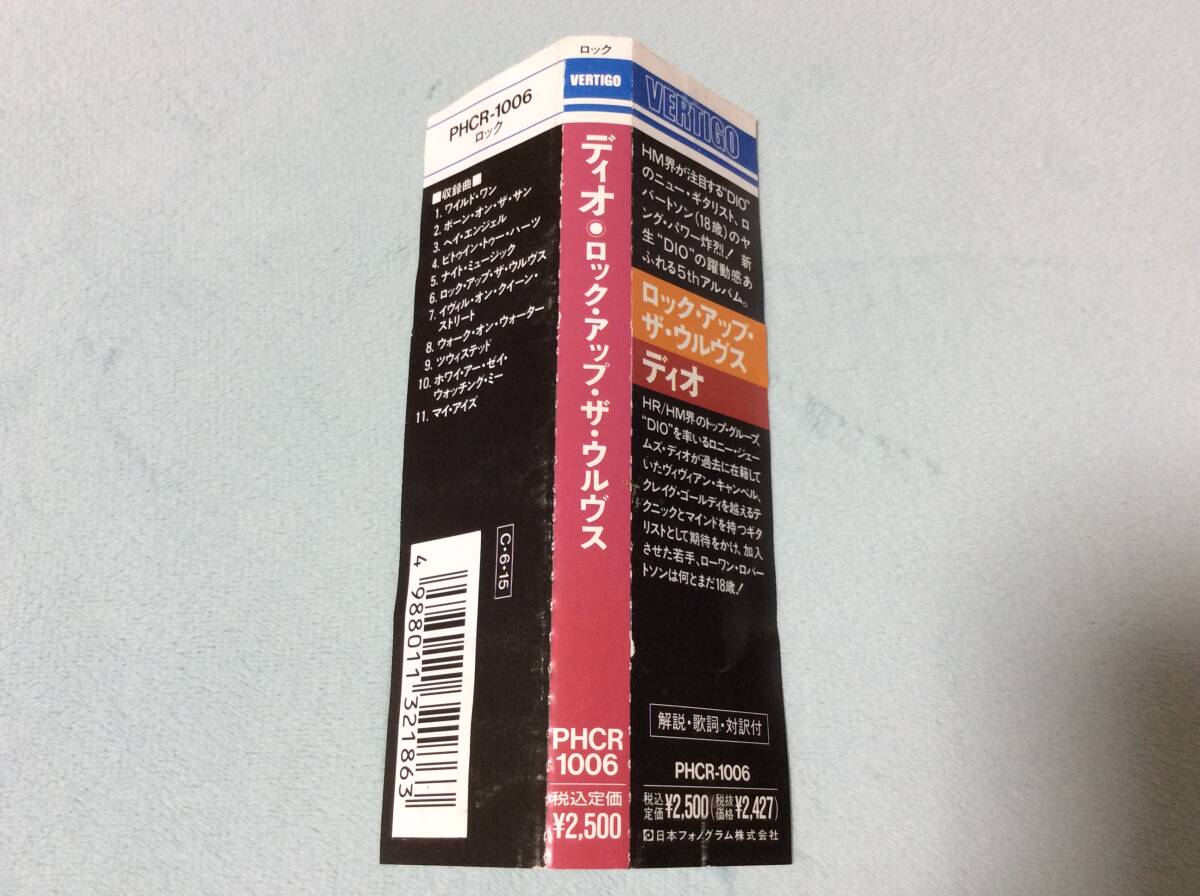 PHCR-1006
ロック
■収録曲■
1. ワイルド・ワン
2. ボーン・オン・ザ・サン
3. ヘイ・エンジェル
4. ビトゥイン・トゥー・ハーツ
5. ナイト・ミュージック
6. ロック・アップ・ザ・ウルヴス
7. イヴィル・オン・クイーン・
ストリート
8. ウォーク・オン・ウォーター
9. ツウィステッド
10. ホワイ・アー・ゼイ・
ウォッチング・ミー
11. マイ・アイズ
C・6・15
4 988011 321863
ロック
VERTIGO
ディオ◉ロック・アップ・ザ・ウルヴス
PHCR
1006
税込定価
¥2,500
VERTIGO
HM界が注目する“DIO”
のニュー・ギタリスト、ロ
バートソン(18歳)のヤ
ング・パワー炸烈! 新
生“DIO”の躍動感あ
ふれる5thアルバム。
ロック・アップ・
ザ・ウルヴス
ディオ
HR/HM界のトップ・グループ、
“DIO”を率いるロニー・ジェー
ムズ・ディオが過去に在籍して
いたヴィヴィアン・キャンベル、
クレイグ・ゴールディを越えるテ
クニックとマインドを持つギタ
リストとして期待をかけ、加入
させた若手、ローワン・ロバー
トソンは何とまだ18歳!
解説・歌詞・対訳付
PHCR-1006
税込定価¥2,500(税抜価格¥2,427)
日本フォノグラム株式会社